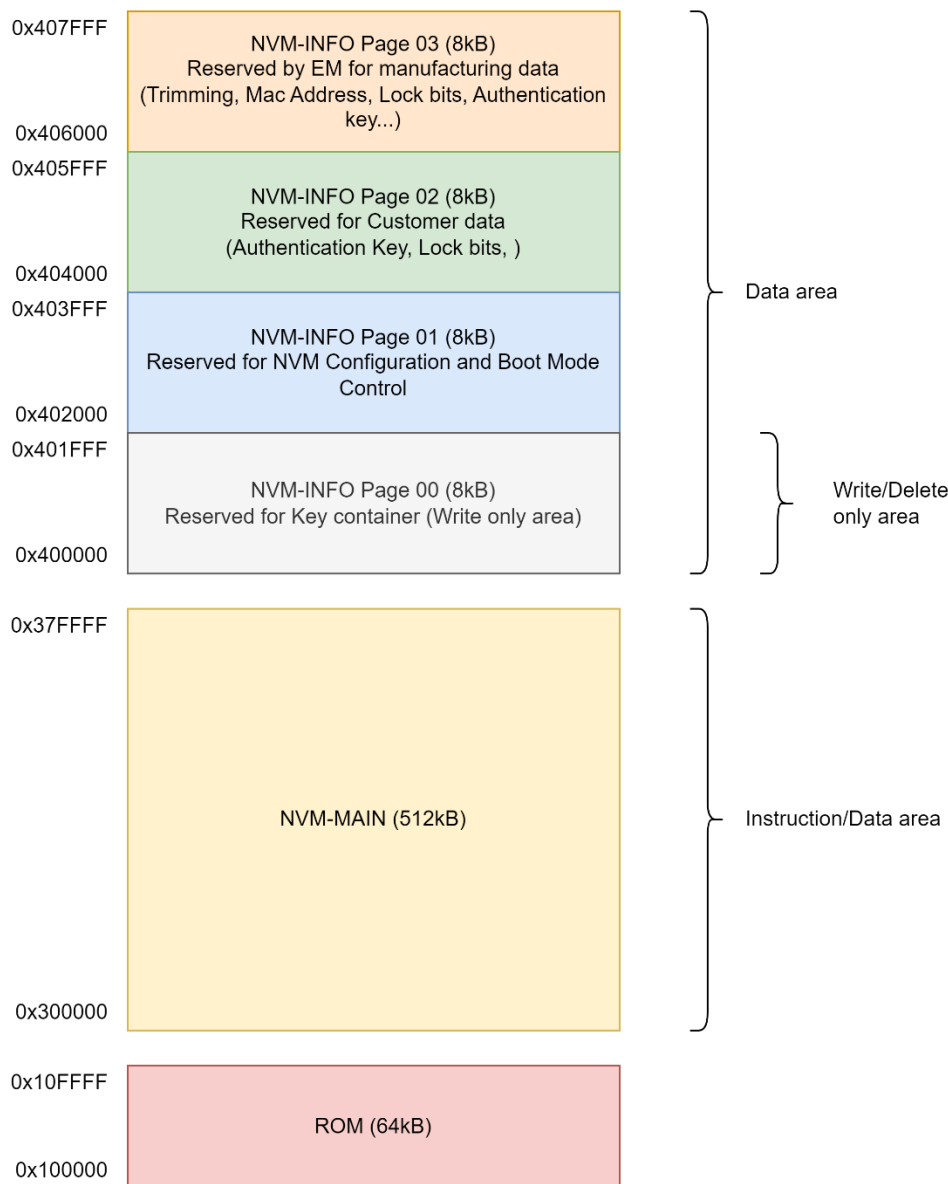 0x407FFF
NVM-INFO Page 03 (8kB)
Reserved by EM for manufacturing data
(Trimming, Mac Address, Lock bits, Authentication
key...)
0x406000
0x405FFF
NVM-INFO Page 02 (8kB)
Reserved for Customer data
(Authentication Key, Lock bits, )
0x404000
Data area
0x403FFF
NVM-INFO Page 01 (8kB)
Reserved for NVM Configuration and Boot Mode
Control
0x402000
0x401FFF
NVM-INFO Page 00 (8kB)
Reserved for Key container (Write only area)
Write/Delete
only area
0x400000
0x37FFFF
NVM-MAIN (512kB)
Instruction/Data area
0x300000
0x10FFFF
ROM (64kB)
0x100000